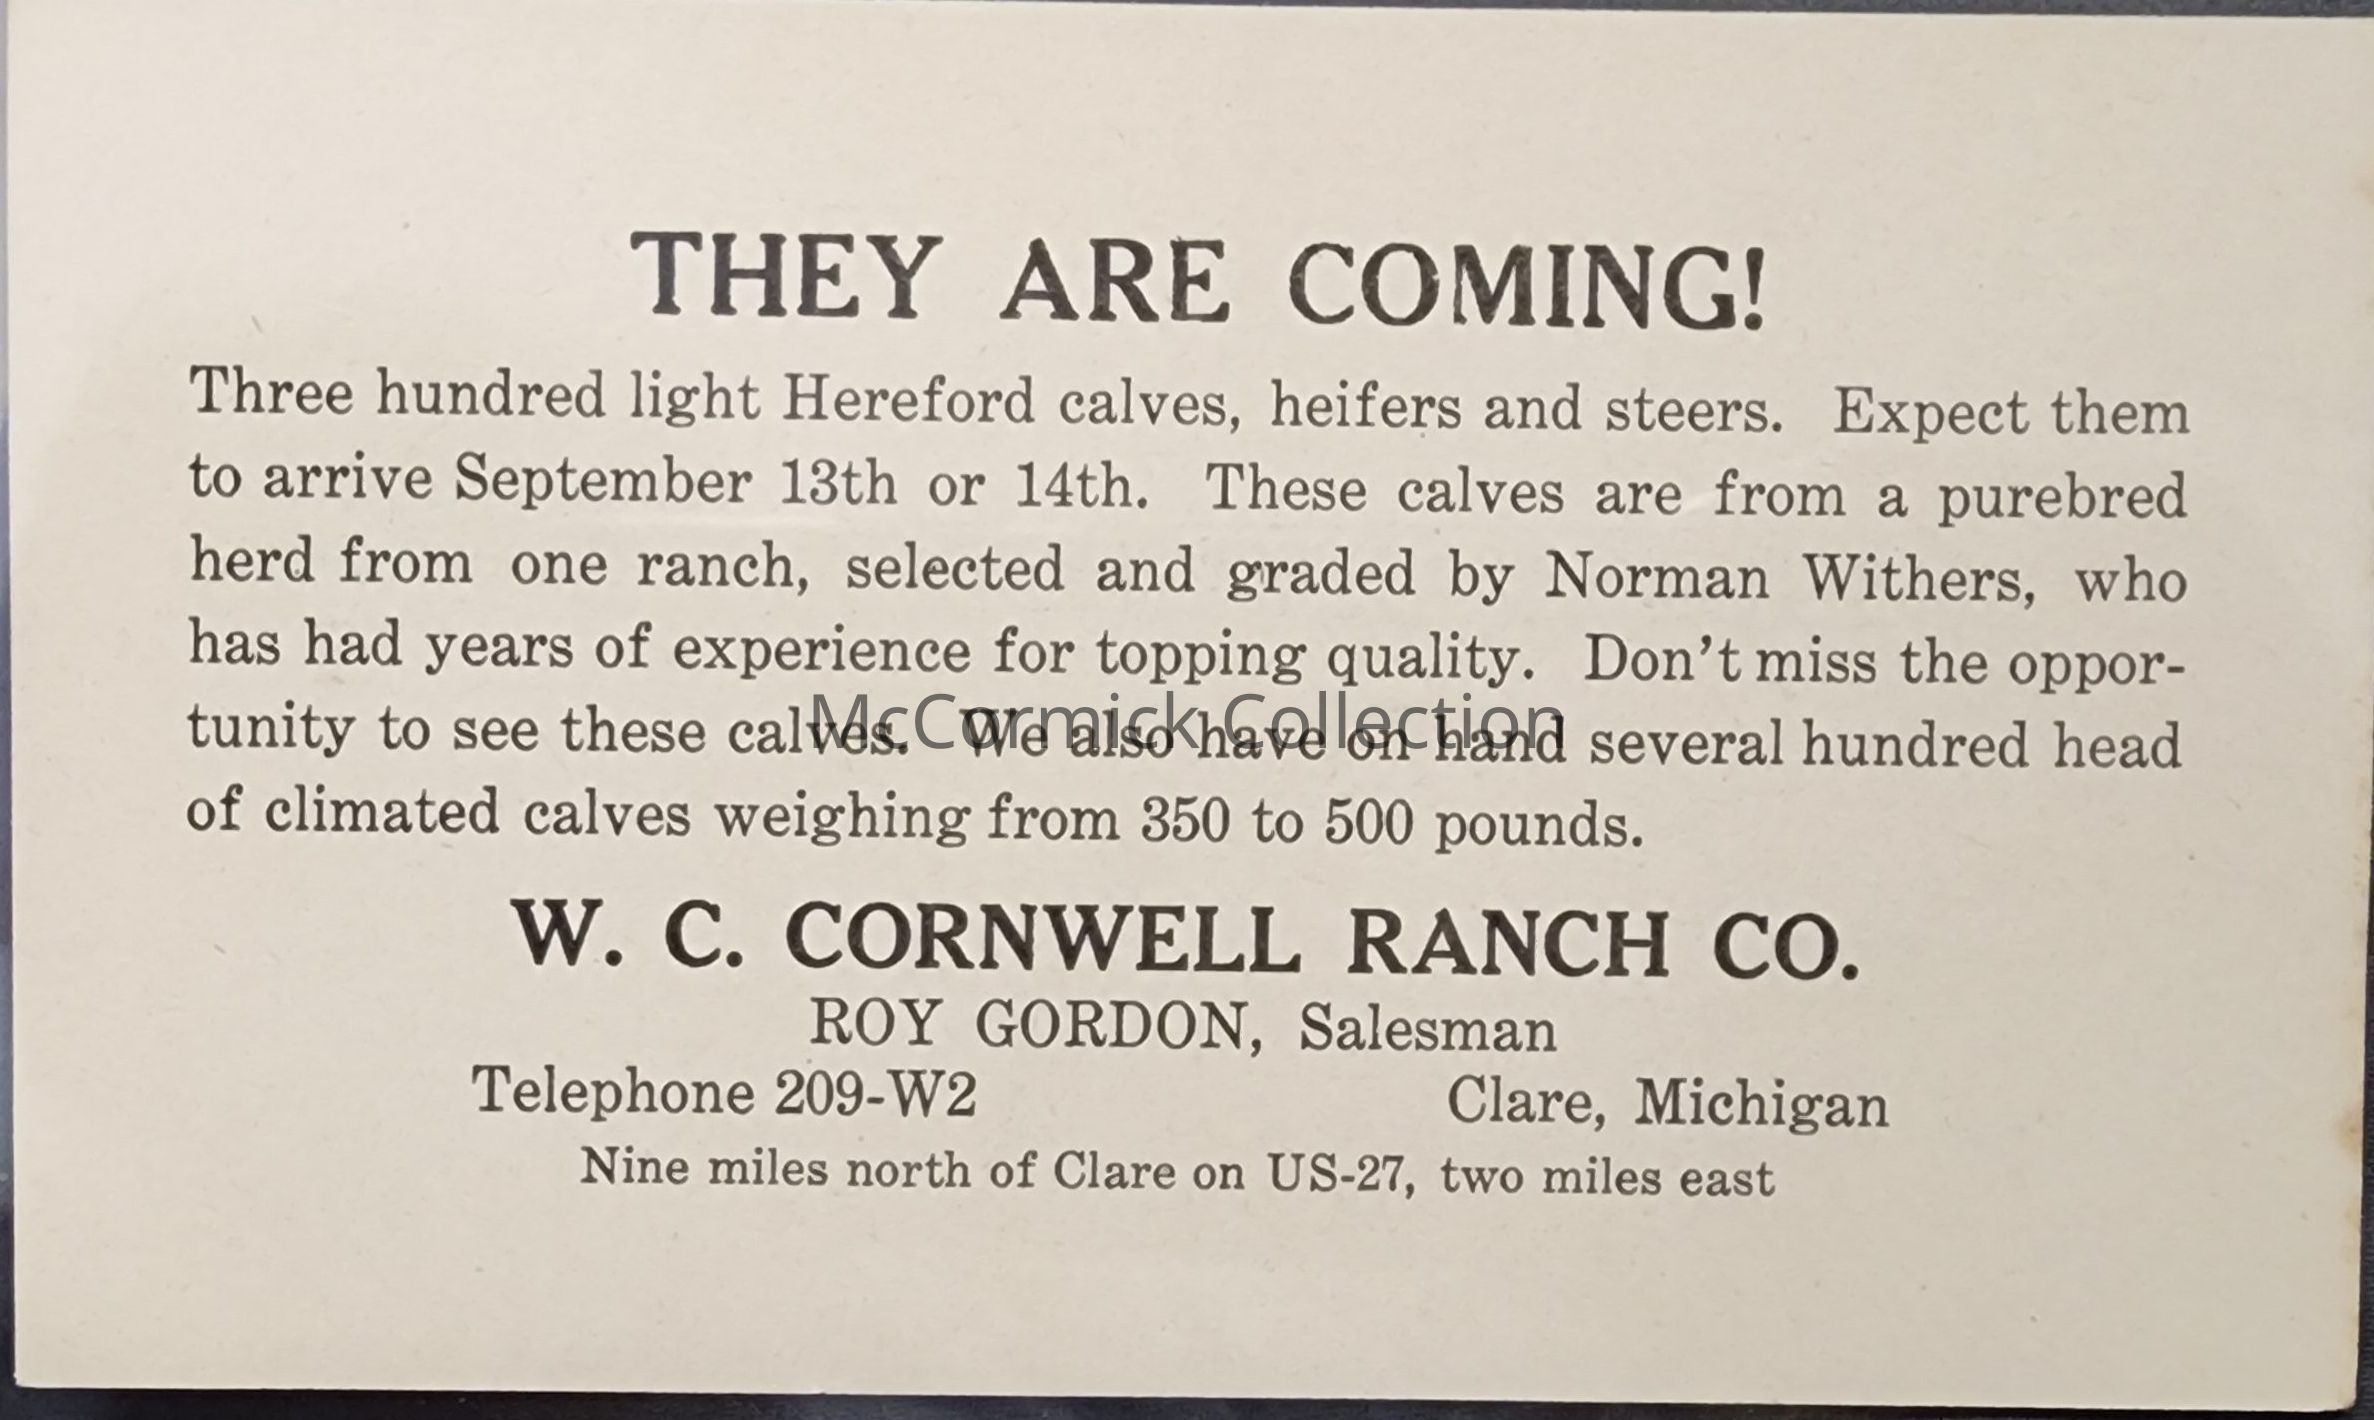 THEY ARE COMING!
Three hundred light Hereford calves, heifers and steers. Expect them
to arrive September 13th or 14th. These calves are from a purebred
herd from one ranch, selected and graded by Norman Withers, who
has had years of experience for topping quality. Don't miss the oppor-
tunity to see these calves. We also have on hand several hundred head
McCormick Collection
of climated calves weighing from 350 to 500 pounds.
W. C. CORNWELL RANCH CO.
ROY GORDON, Salesman
Telephone 209-W2 Clare, Michigan
Nine miles north of Clare on US-27, two miles east